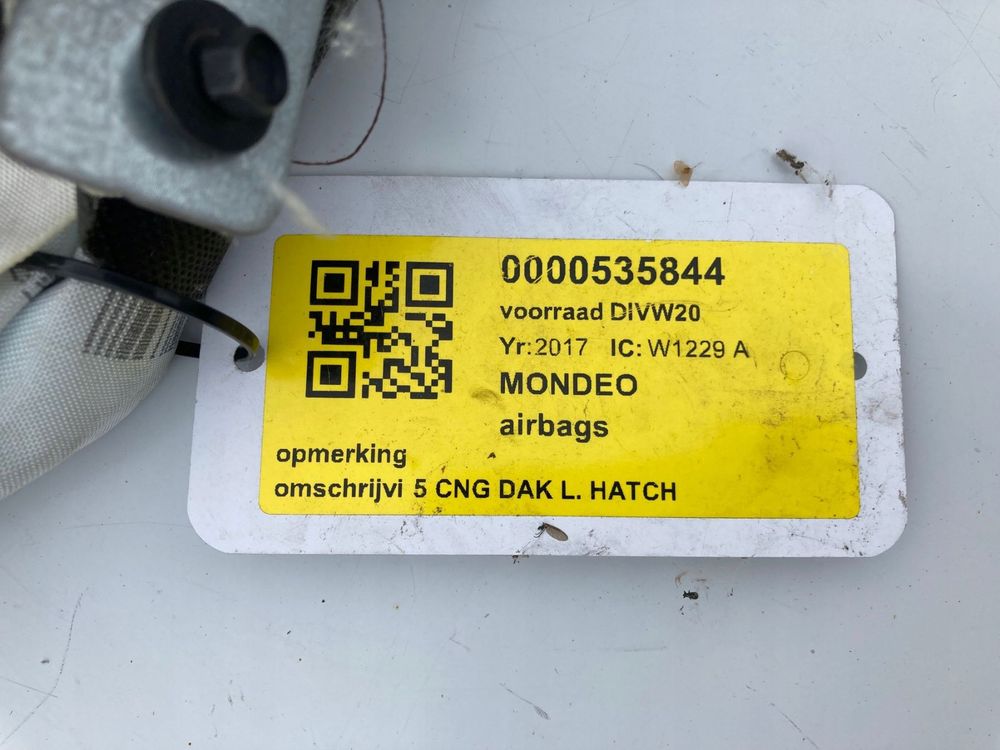 0000535844
voorraad DIVW20
Yr:2017 IC: W1229 A
MONDEO
airbags
opmerking
omschrijvi 5 CNG DAK L. HATCH